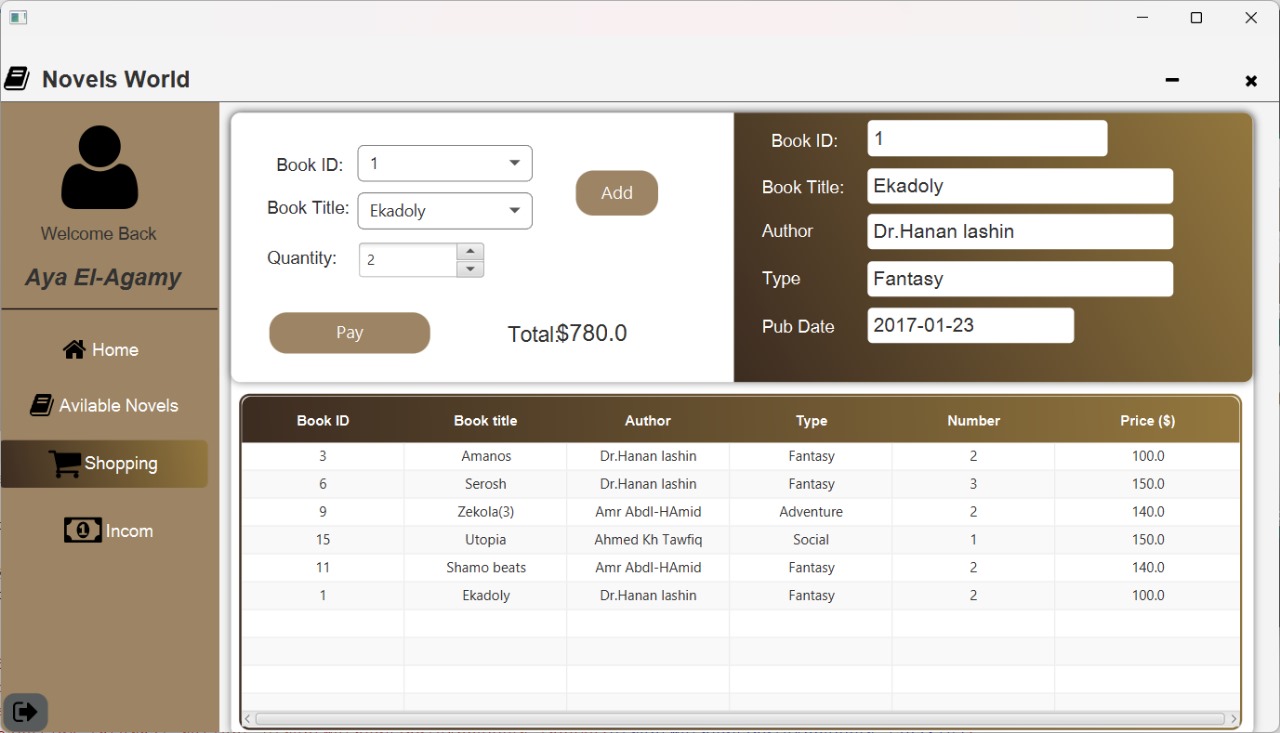 Novels World
Welcome Back
Aya El-Agamy
Home
Avilable Novels
Shopping
1 Incom
Book ID: 1
Book Title: Ekadoly
Quantity: 2
Add
Pay
Total:$780.0
Book ID: 1
Book Title: Ekadoly
Author Dr.Hanan lashin
Type Fantasy
Pub Date 2017-01-23
Book ID Book title Author Type Number Price ($)
3 Amanos Dr.Hanan lashin Fantasy 2 100.0
6 Serosh Dr.Hanan lashin Fantasy 3 150.0
9 Zekola(3) Amr Abdl-HAmid Adventure 2 140.0
15 Utopia Ahmed Kh Tawfiq Social 1 150.0
11 Shamo beats Amr Abdl-HAmid Fantasy 2 140.0
1 Ekadoly Dr.Hanan lashin Fantasy 2 100.0